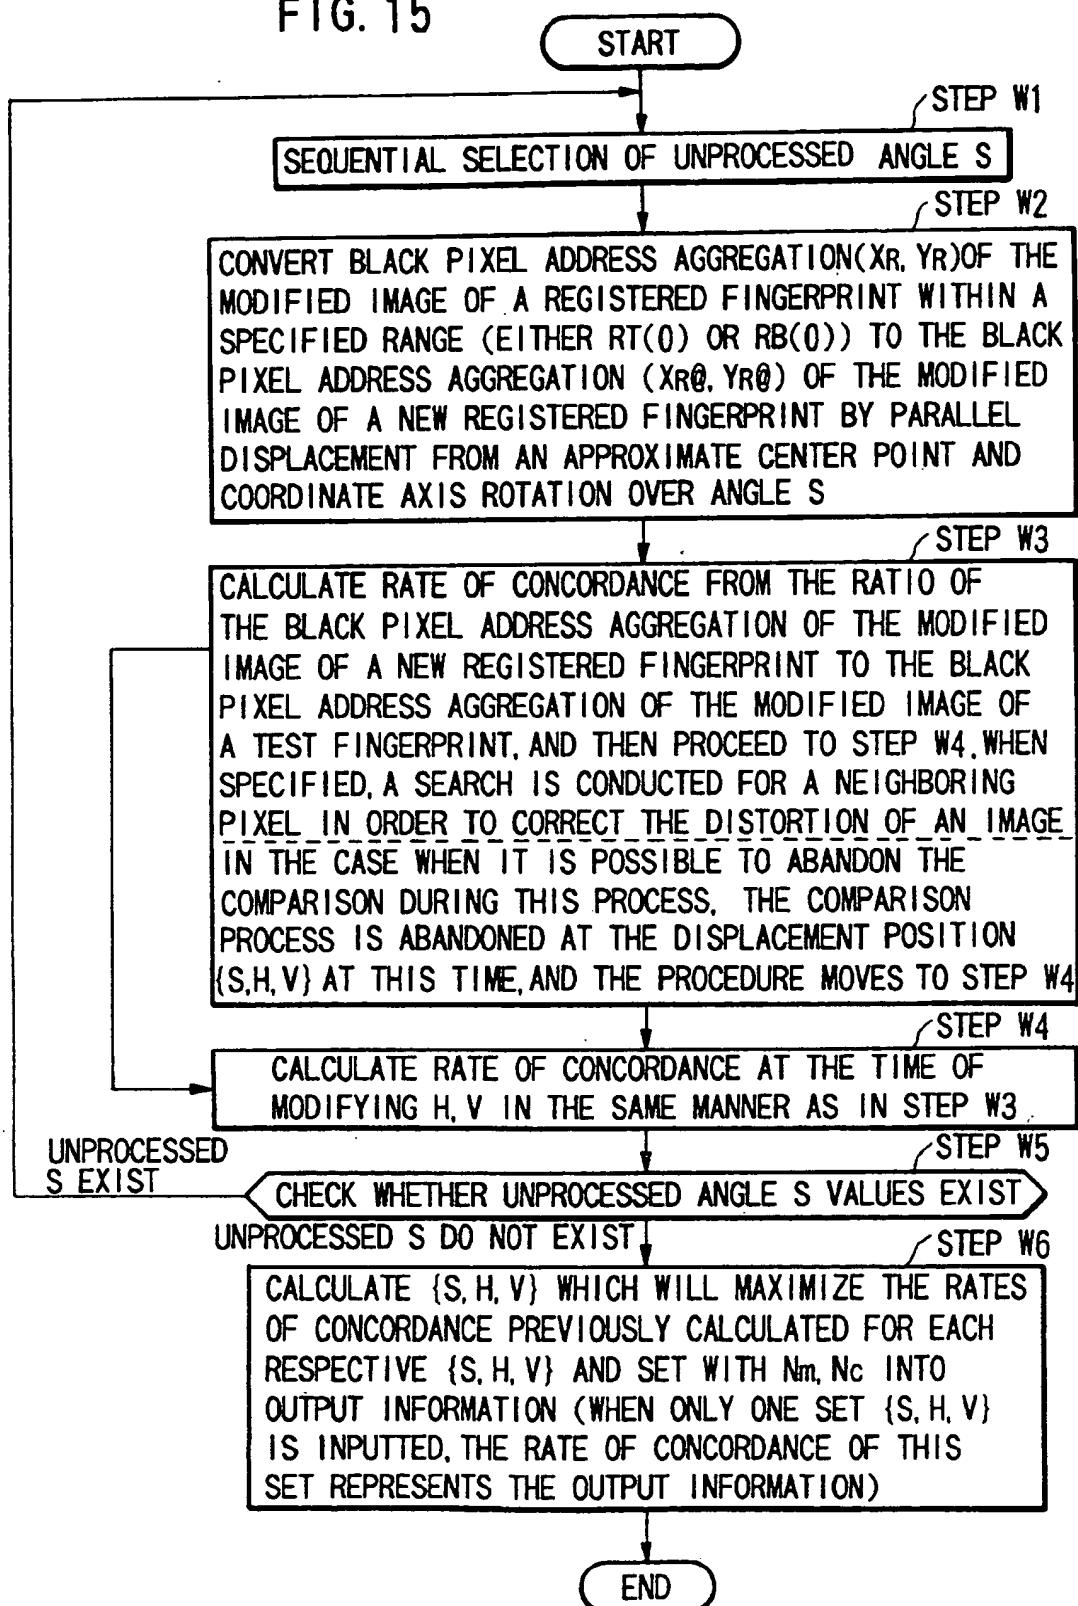 FIG. 15
START
STEP W1
SEQUENTIAL SELECTION OF UNPROCESSED ANGLE S
STEP W2
CONVERT BLACK PIXEL ADDRESS AGGREGATION(XR, YR)OF THE
MODIFIED IMAGE OF A REGISTERED FINGERPRINT WITHIN A
SPECIFIED RANGE (EITHER RT(0) OR RB(0)) TO THE BLACK
PIXEL ADDRESS AGGREGATION (XR@, YR@) OF THE MODIFIED
IMAGE OF A NEW REGISTERED FINGERPRINT BY PARALLEL
DISPLACEMENT FROM AN APPROXIMATE CENTER POINT AND
COORDINATE AXIS ROTATION OVER ANGLE S
STEP W3
CALCULATE RATE OF CONCORDANCE FROM THE RATIO OF
THE BLACK PIXEL ADDRESS AGGREGATION OF THE MODIFIED
IMAGE OF A NEW REGISTERED FINGERPRINT TO THE BLACK
PIXEL ADDRESS AGGREGATION OF THE MODIFIED IMAGE OF
A TEST FINGERPRINT, AND THEN PROCEED TO STEP W4. WHEN
SPECIFIED, A SEARCH IS CONDUCTED FOR A NEIGHBORING
PIXEL IN ORDER TO CORRECT THE DISTORTION OF AN IMAGE
IN THE CASE WHEN IT IS POSSIBLE TO ABANDON THE
COMPARISON DURING THIS PROCESS, THE COMPARISON
PROCESS IS ABANDONED AT THE DISPLACEMENT POSITION
{S, H, V} AT THIS TIME, AND THE PROCEDURE MOVES TO STEP W4
STEP W4
CALCULATE RATE OF CONCORDANCE AT THE TIME OF
MODIFYING H, V IN THE SAME MANNER AS IN STEP W3
STEP W5
UNPROCESSED
S EXIST
CHECK WHETHER UNPROCESSED ANGLE S VALUES EXIST
UNPROCESSED S DO NOT EXIST
STEP W6
CALCULATE {S, H, V} WHICH WILL MAXIMIZE THE RATES
OF CONCORDANCE PREVIOUSLY CALCULATED FOR EACH
RESPECTIVE {S, H, V} AND SET WITH Nm, Nc INTO
OUTPUT INFORMATION (WHEN ONLY ONE SET {S, H, V}
IS INPUTTED, THE RATE OF CONCORDANCE OF THIS
SET REPRESENTS THE OUTPUT INFORMATION)
END